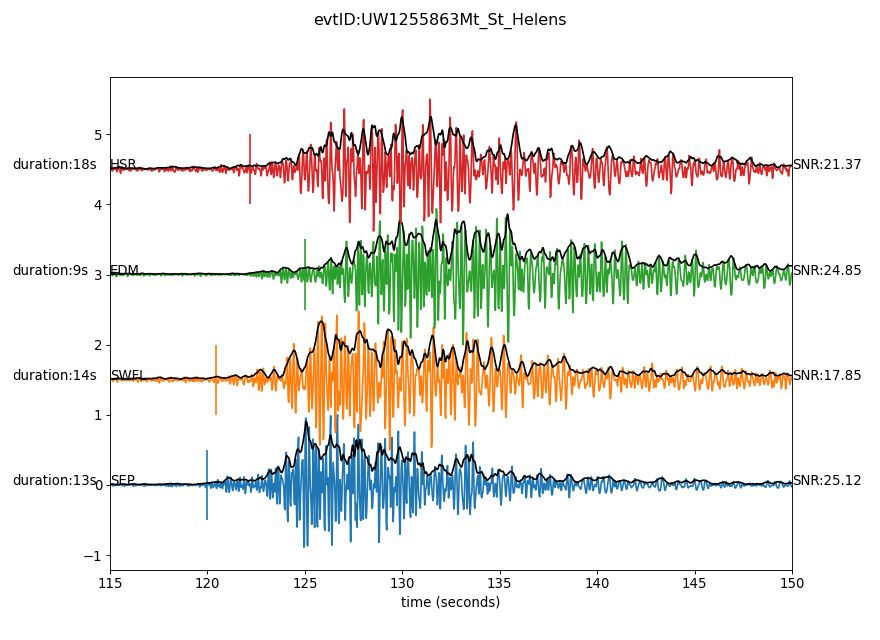 evtID:UW1255863Mt_St_Helens
5
duration:18s HSR SNR:21.37
4
duration:9s EDM SNR:24.85
3
2
duration:14s SWFL SNR:17.85
1
duration:13s SEP SNR:25.12
0
−1
115 120 125 130 135 140 145 150
time (seconds)